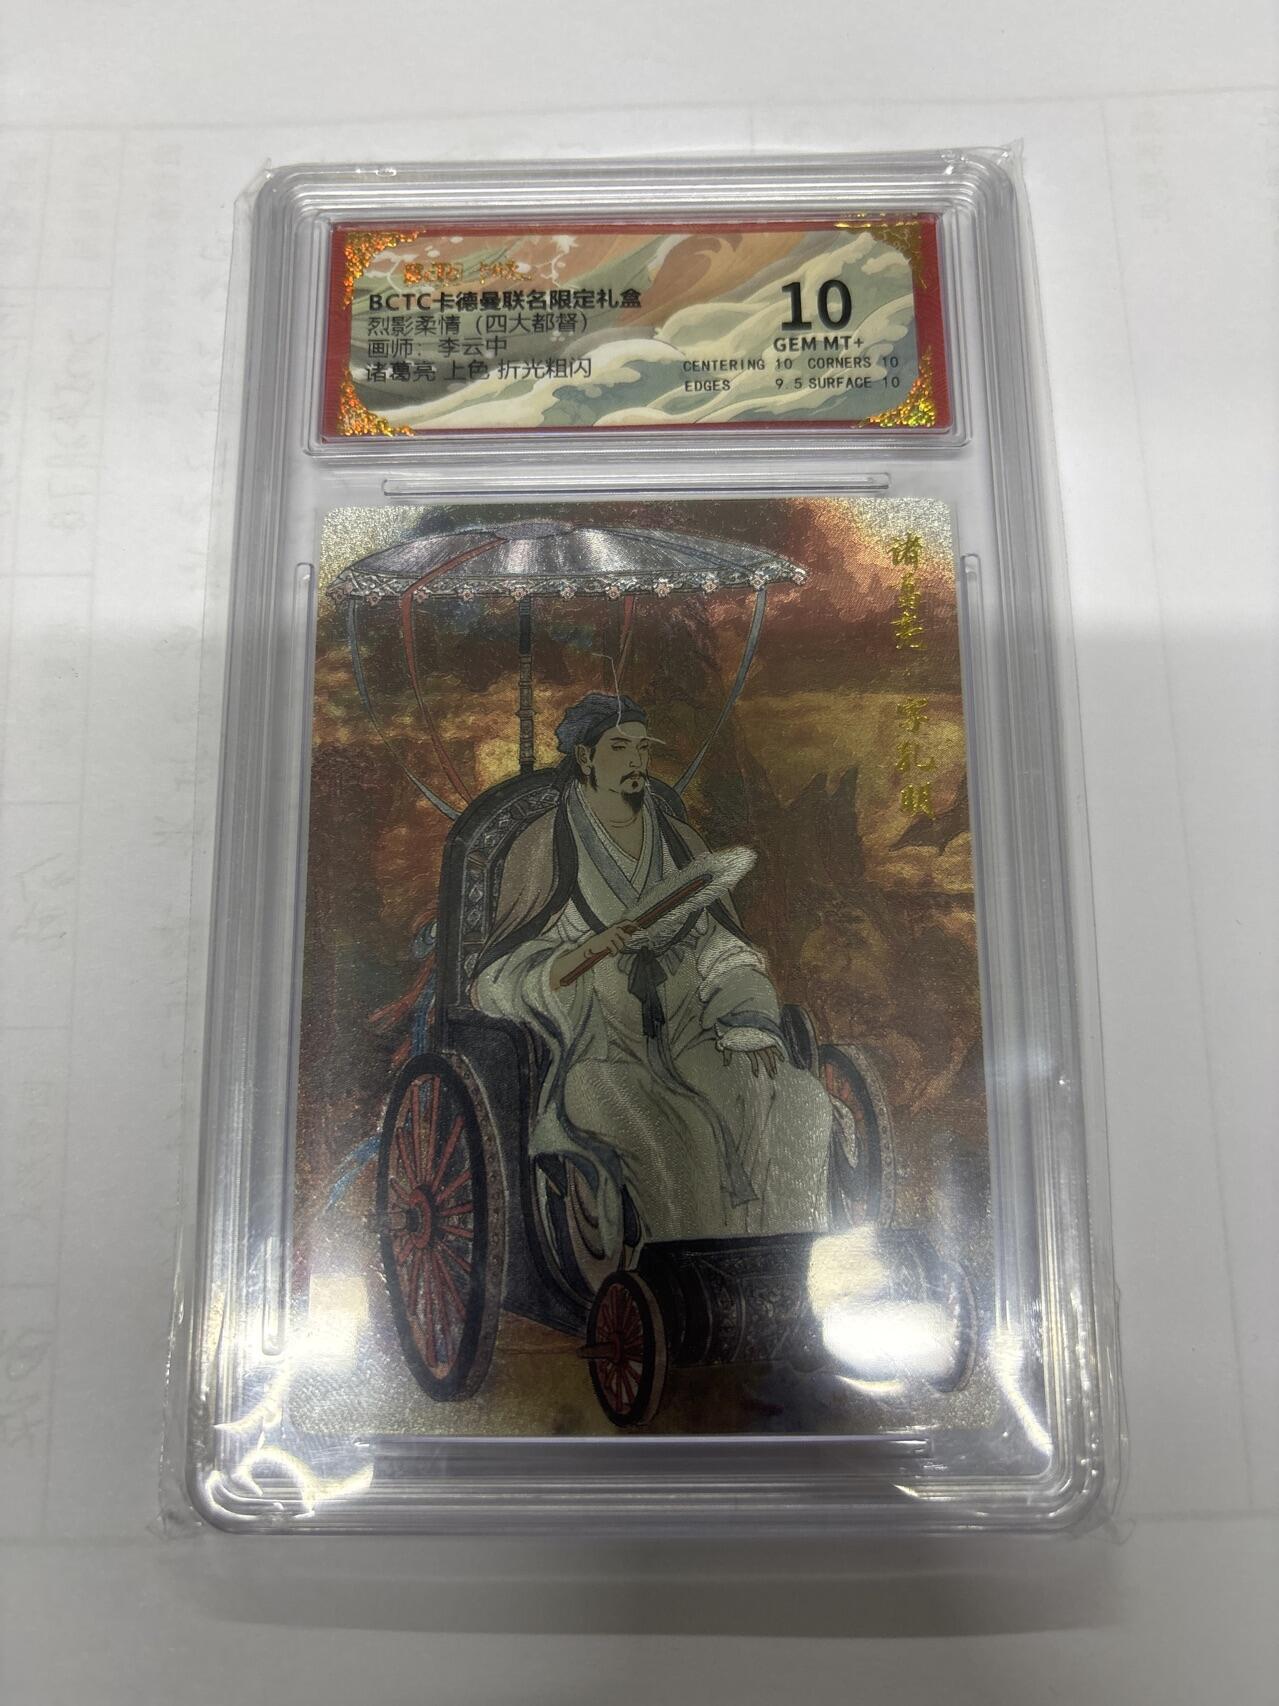 BCTC卡德曼联名限定礼盒
烈影柔情（四大都督）
画师：李云中
诸葛亮 上色 折光粗闪
10
GEM MT+
CENTERING 10 CORNERS 10
EDGES 9.5 SURFACE 10
诸葛亮 字孔明